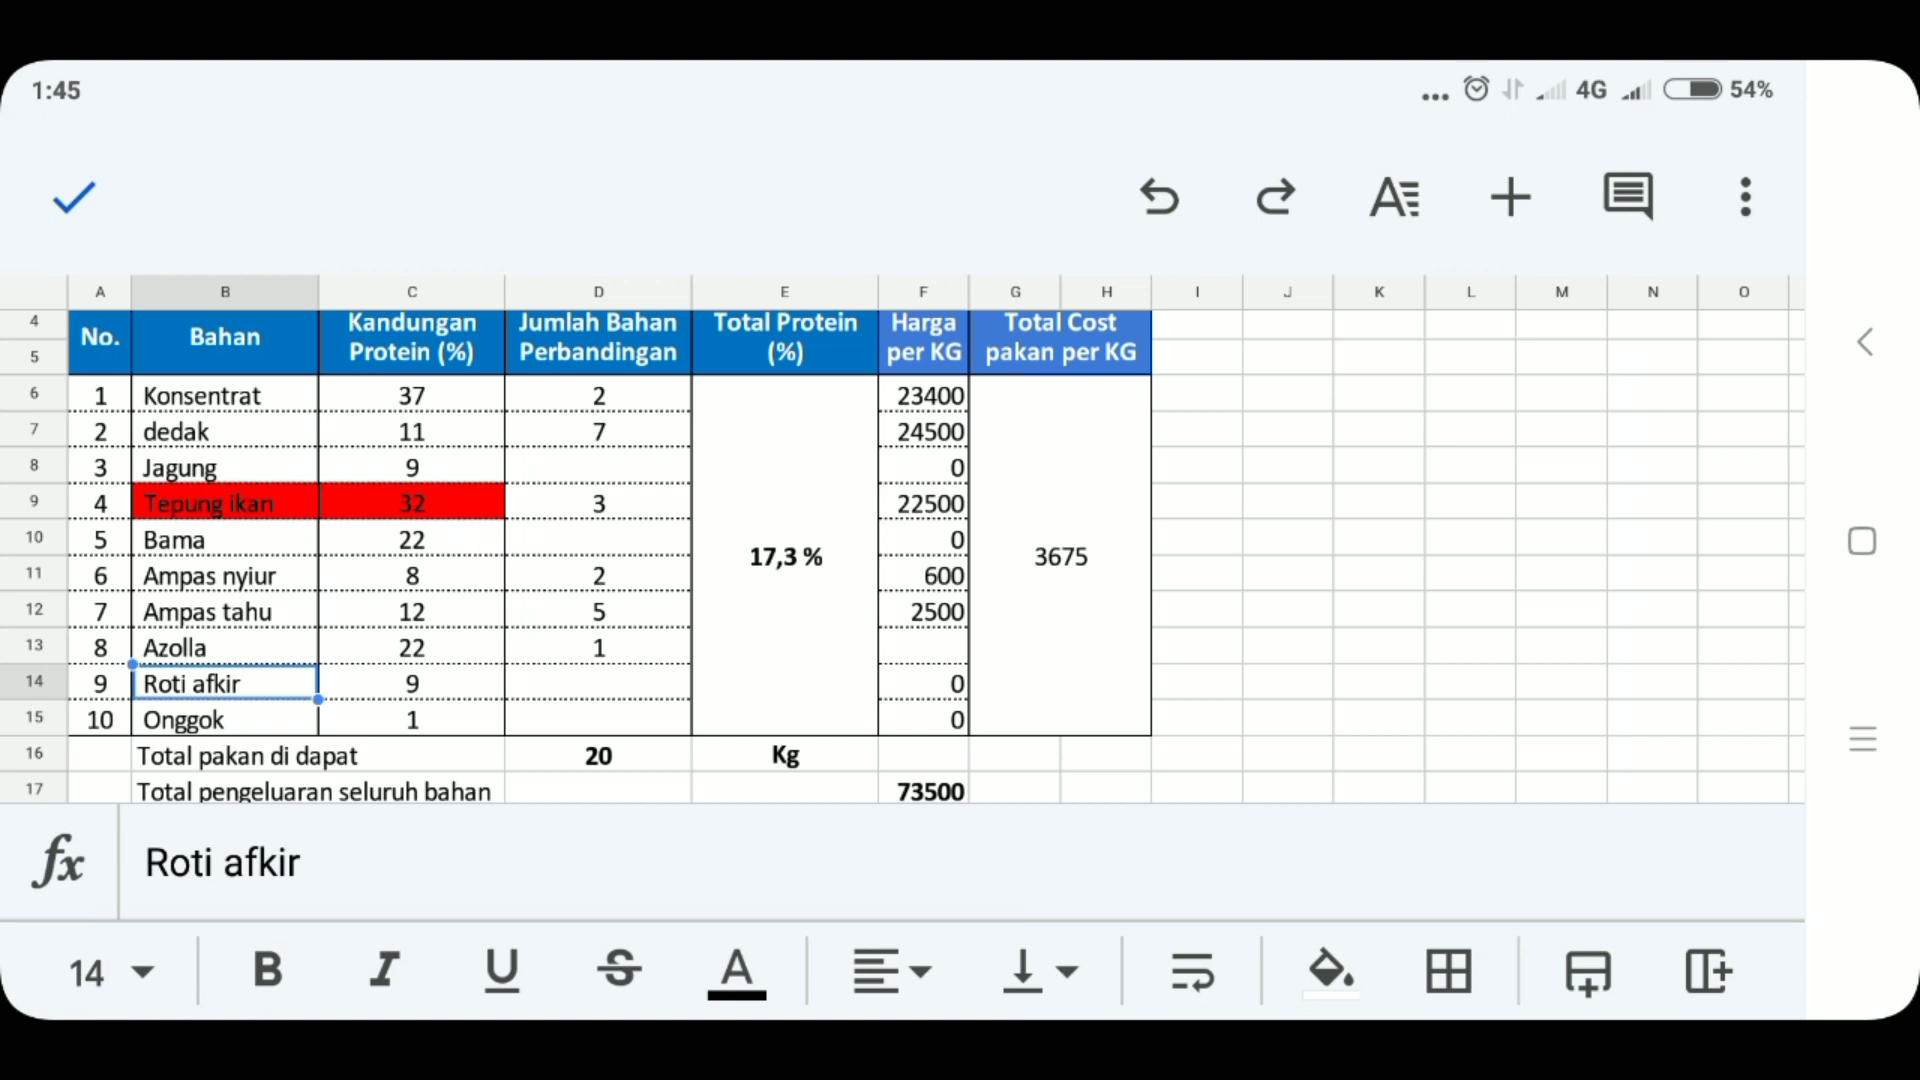 1:45
4G 54%
A B C D E F G H I J K L M N O
4 No. Bahan Kandungan Jumlah Bahan Total Protein Harga Total Cost
5 Protein (%) Perbandingan (%) per KG pakan per KG
6 1 Konsentrat 37 2 23400
7 2 dedak 11 7 24500
8 3 Jagung 9 0
9 4 Tepung ikan 32 3 22500
10 5 Bama 22 0
17,3 % 3675
11 6 Ampas nyiur 8 2 600
12 7 Ampas tahu 12 5 2500
13 8 Azolla 22 1
14 9 Roti afkir 9 0
15 10 Onggok 1 0
16 Total pakan di dapat 20 Kg
17 Total pengeluaran seluruh bahan 73500
fx Roti afkir
14 B I U S A